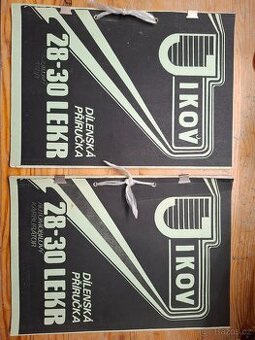 JIKOV
DÍLENSKÁ
PŘÍRUČKA
28-30 LEKR
JIKOV
DÍLENSKÁ
PŘÍRUČKA
28-30 LEKR